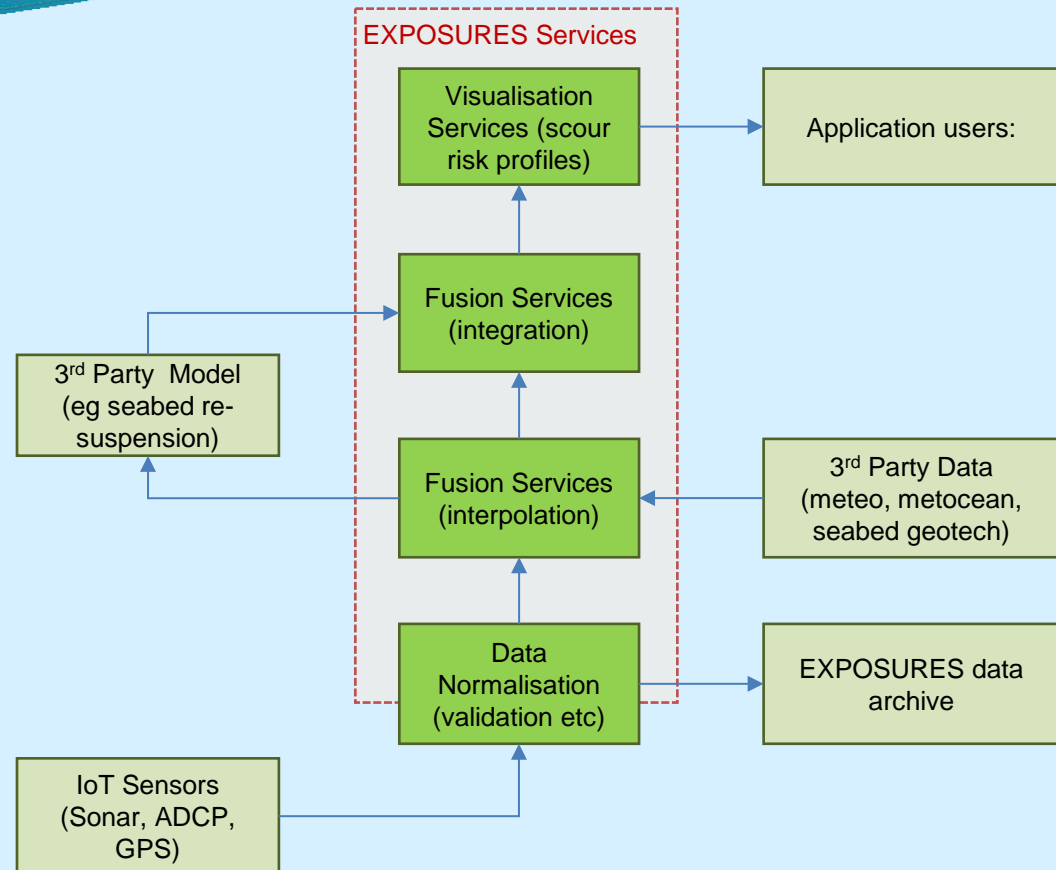 EXPOSURES Services
Visualisation
Services (scour
risk profiles)
Application users:
Fusion Services
(integration)
3rd Party Model
(eg seabed re-
suspension)
Fusion Services
(interpolation)
3rd Party Data
(meteo, metocean,
seabed geotech)
Data
Normalisation
(validation etc)
EXPOSURES data
archive
IoT Sensors
(Sonar, ADCP,
GPS)